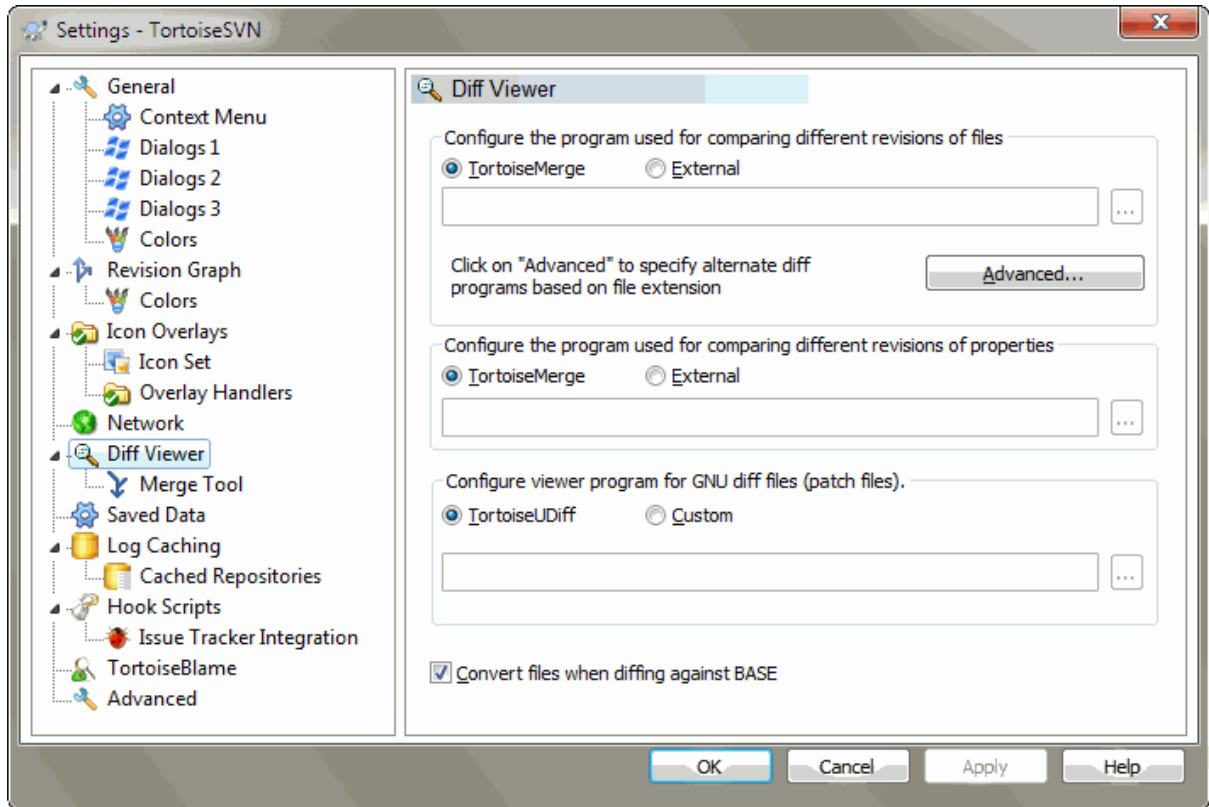 Settings - TortoiseSVN
General
Context Menu
Dialogs 1
Dialogs 2
Dialogs 3
Colors
Revision Graph
Colors
Icon Overlays
Icon Set
Overlay Handlers
Network
Diff Viewer
Merge Tool
Saved Data
Log Caching
Cached Repositories
Hook Scripts
Issue Tracker Integration
TortoiseBlame
Advanced
Diff Viewer
Configure the program used for comparing different revisions of files
TortoiseMerge External
...
Click on "Advanced" to specify alternate diff
programs based on file extension
Advanced...
Configure the program used for comparing different revisions of properties
TortoiseMerge External
...
Configure viewer program for GNU diff files (patch files).
TortoiseUDiff Custom
...
Convert files when diffing against BASE
OK Cancel Apply Help